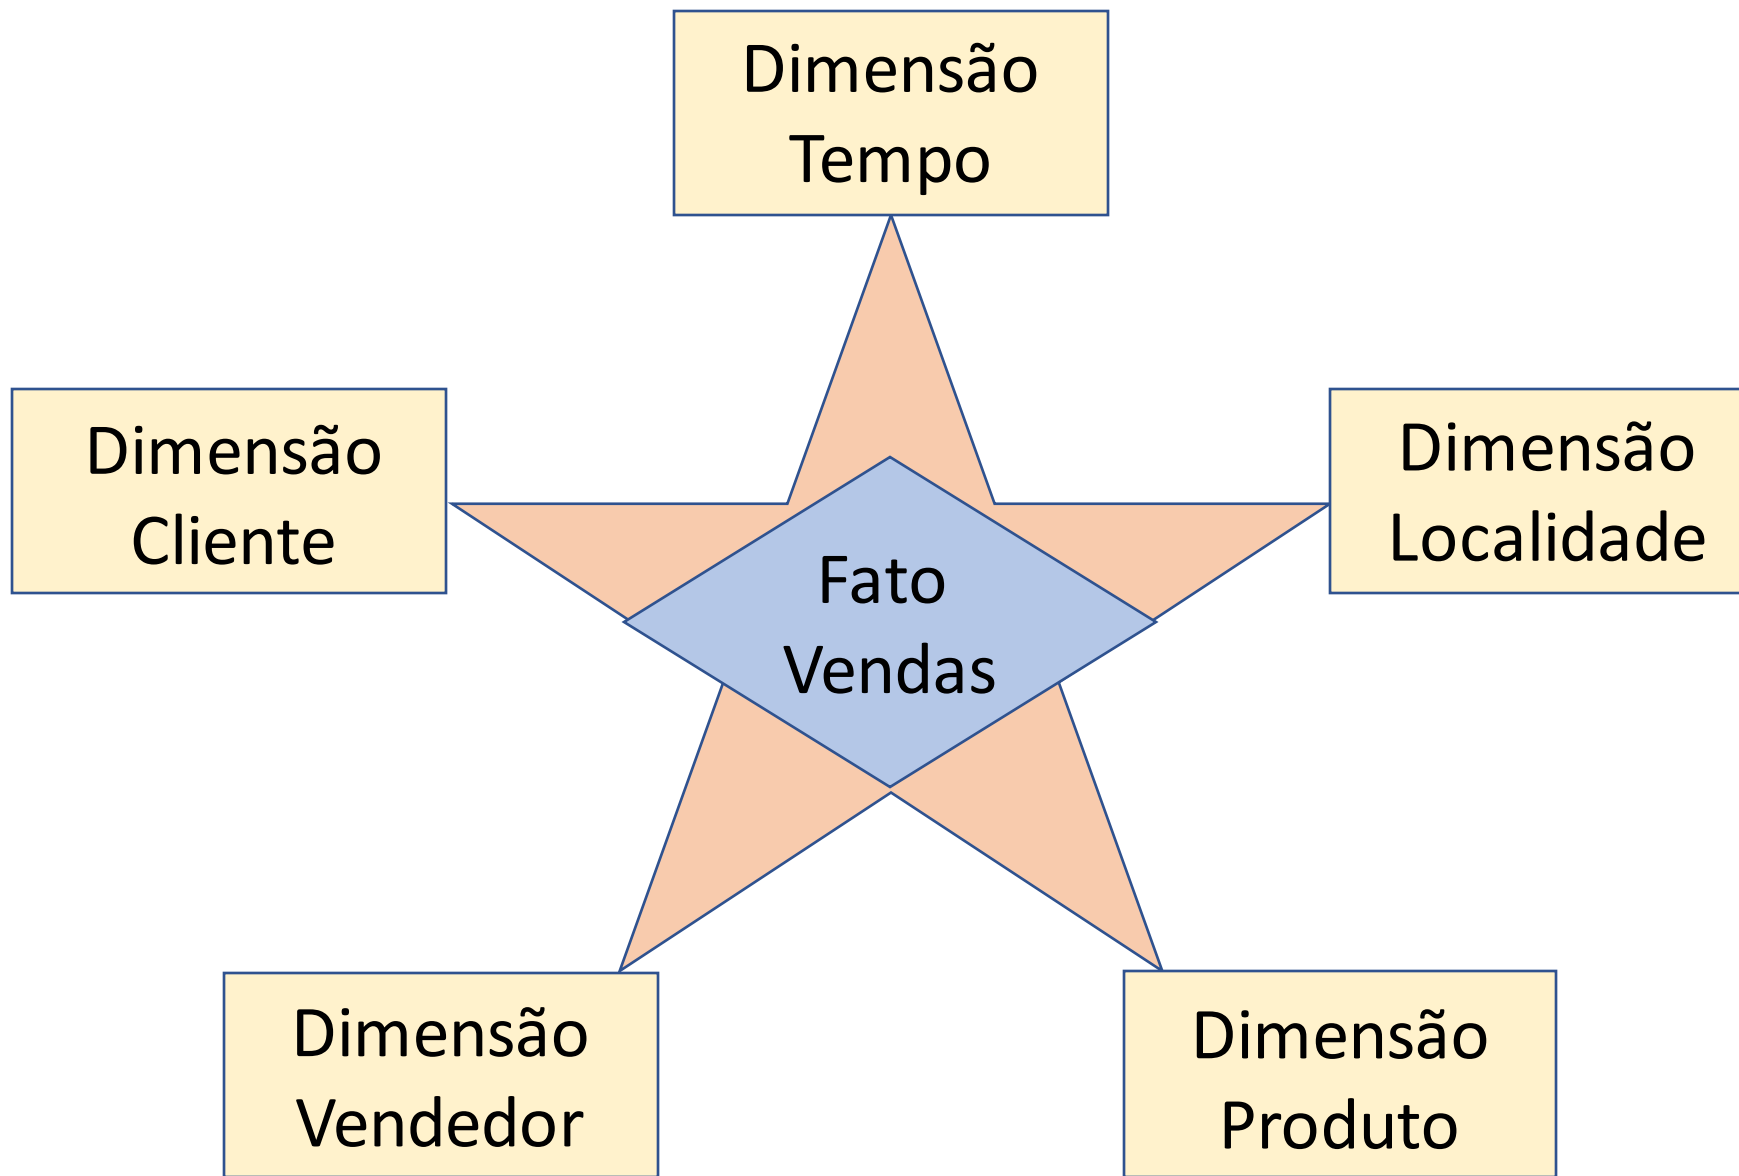 Dimensão
Tempo
Dimensão
Cliente
Dimensão
Localidade
Fato
Vendas
Dimensão
Vendedor
Dimensão
Produto